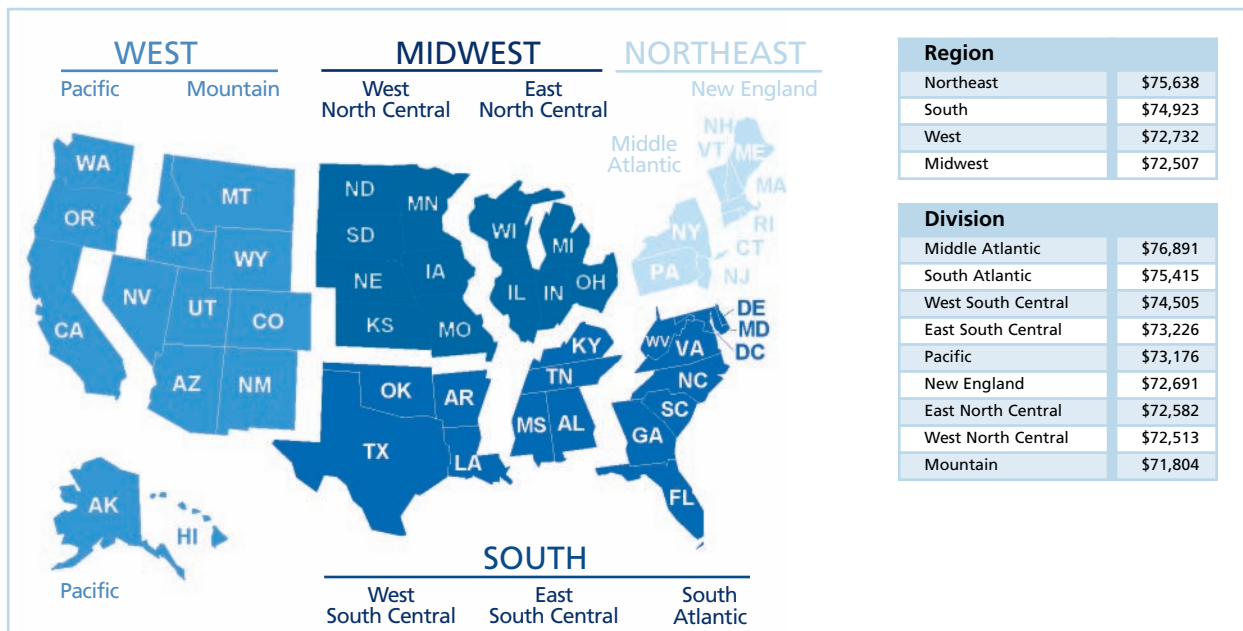 WEST
Pacific
Mountain
MIDWEST
West
North Central
East
North Central
NORTHEAST
New England
Middle
Atlantic
WA
OR
CA
NV
ID
MT
WY
UT
CO
AZ
NM
AK
HI
Pacific
ND
SD
NE
KS
MN
IA
MO
WI
MI
IL
IN
OH
NH
VT
ME
MA
RI
CT
NJ
NY
PA
DE
MD
DC
WV
VA
KY
TN
NC
SC
GA
FL
MS
AL
OK
AR
TX
LA
SOUTH
West
South Central
East
South Central
South
Atlantic
Region
Northeast $75,638
South $74,923
West $72,732
Midwest $72,507
Division
Middle Atlantic $76,891
South Atlantic $75,415
West South Central $74,505
East South Central $73,226
Pacific $73,176
New England $72,691
East North Central $72,582
West North Central $72,513
Mountain $71,804